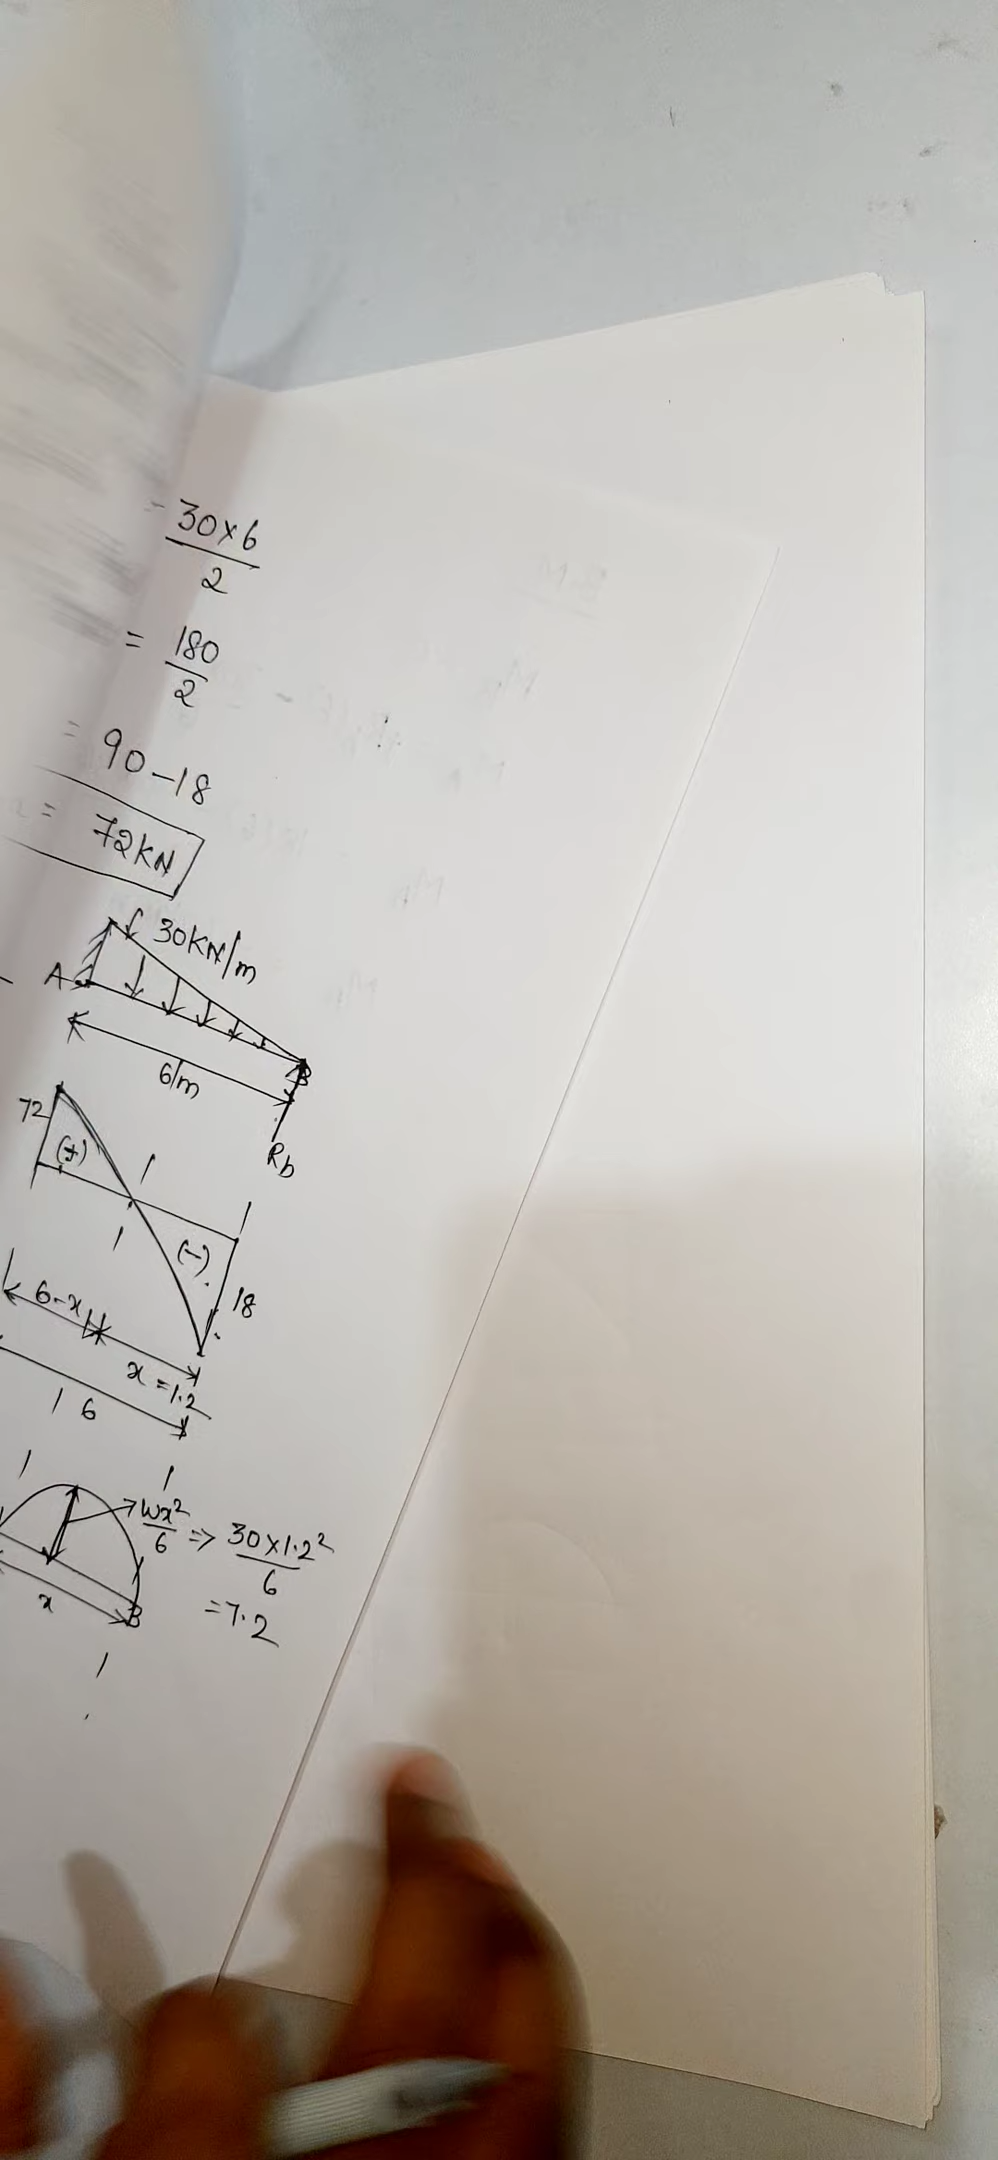 = 30×6
2
= 180
2
= 90-18
= 72KN
30KN/m
A
B
6m
Rb
72
(+)
(-)
18
6-x
x=1.2
6
wx²
6
=> 30×1.2²
6
=7.2
x
B